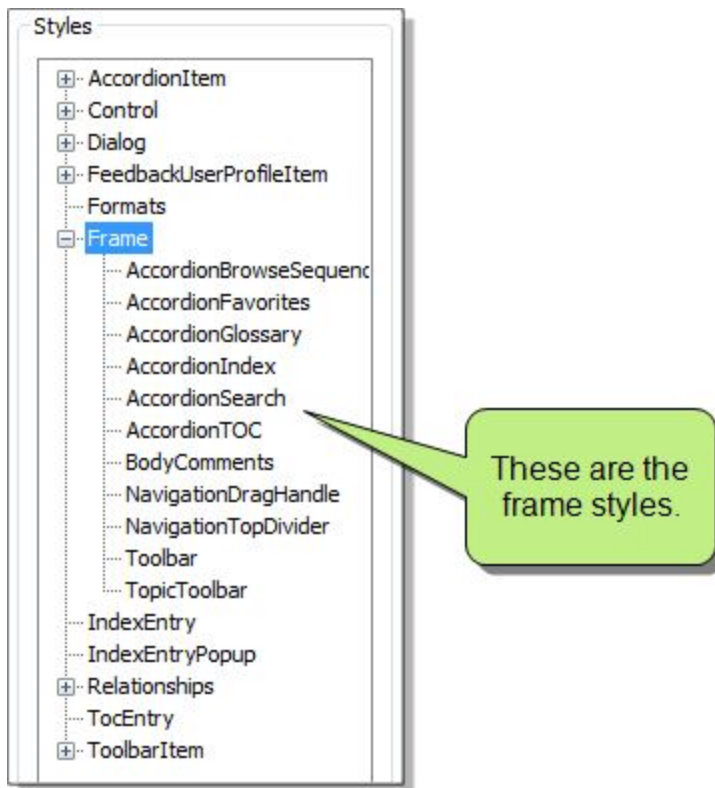 Styles
AccordionItem
Control
Dialog
FeedbackUserProfileItem
Formats
Frame
AccordionBrowseSequenc
AccordionFavorites
AccordionGlossary
AccordionIndex
AccordionSearch
AccordionTOC
BodyComments
NavigationDragHandle
NavigationTopDivider
Toolbar
TopicToolbar
IndexEntry
IndexEntryPopup
Relationships
TocEntry
ToolbarItem
These are the
frame styles.